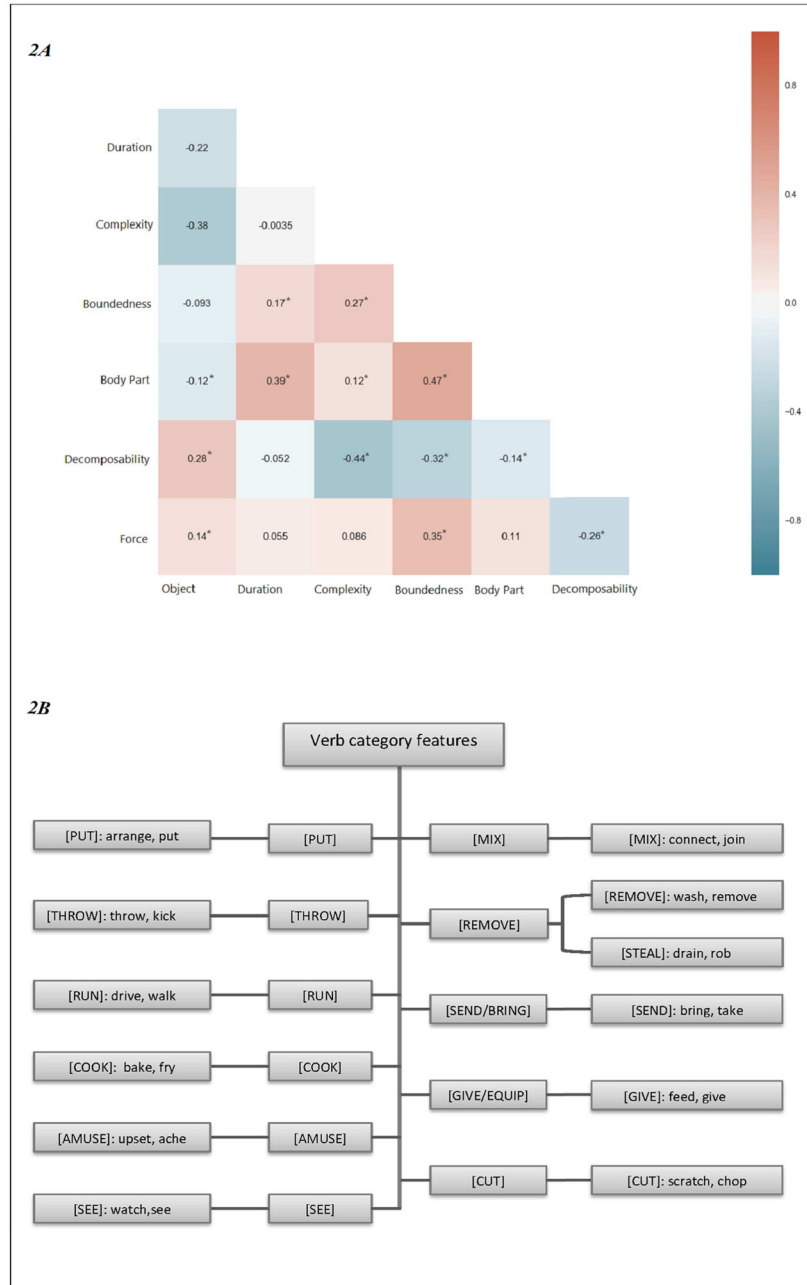 2A
0.8
Duration -0.22
0.4
Complexity -0.38 -0.0035
Boundedness -0.093 0.17* 0.27*
0.0
Body Part -0.12* 0.39* 0.12* 0.47*
-0.4
Decomposability 0.28* -0.052 -0.44* -0.32* -0.14*
-0.8
Force 0.14* 0.055 0.086 0.35* 0.11 -0.26*
Object Duration Complexity Boundedness Body Part Decomposability
2B
Verb category features
[PUT]: arrange, put [PUT] [MIX] [MIX]: connect, join
[REMOVE]: wash, remove
[THROW]: throw, kick [THROW] [REMOVE]
[STEAL]: drain, rob
[RUN]: drive, walk [RUN] [SEND/BRING] [SEND]: bring, take
[COOK]: bake, fry [COOK]
[GIVE/EQUIP] [GIVE]: feed, give
[AMUSE]: upset, ache [AMUSE]
[CUT] [CUT]: scratch, chop
[SEE]: watch,see [SEE]